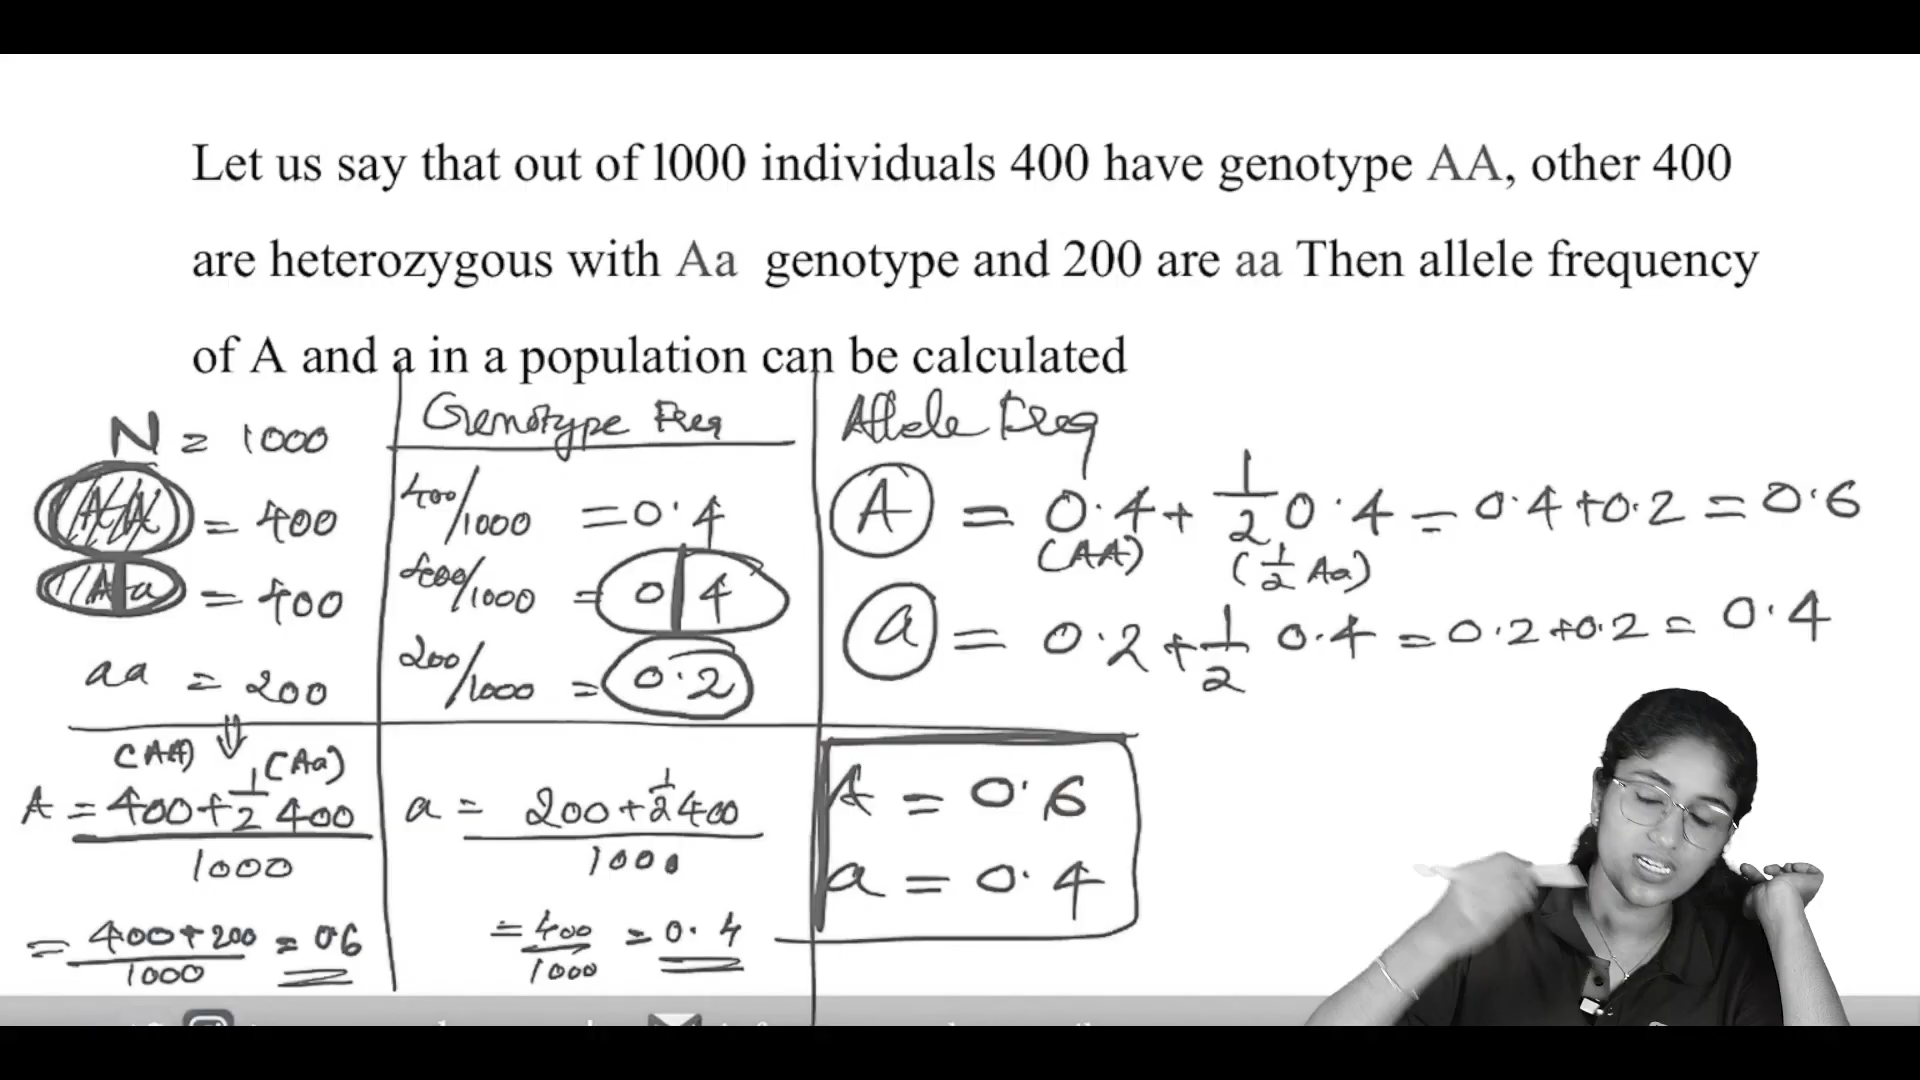 Let us say that out of l000 individuals 400 have genotype AA, other 400
are heterozygous with Aa genotype and 200 are aa Then allele frequency
of A and a in a population can be calculated
N = 1000
AA = 400
Aa = 400
aa = 200
Genotype Freq
400/1000 = 0.4
400/1000 = 0.4
200/1000 = 0.2
Allele Freq
A = 0.4 + 1/2 0.4 = 0.4 + 0.2 = 0.6
(AA) (1/2 Aa)
a = 0.2 + 1/2 0.4 = 0.2 + 0.2 = 0.4
(AA) (Aa)
A = 400 + 1/2 400
1000
= 400 + 200 / 1000 = 0.6
a = 200 + 1/2 400
1000
= 400 / 1000 = 0.4
A = 0.6
a = 0.4